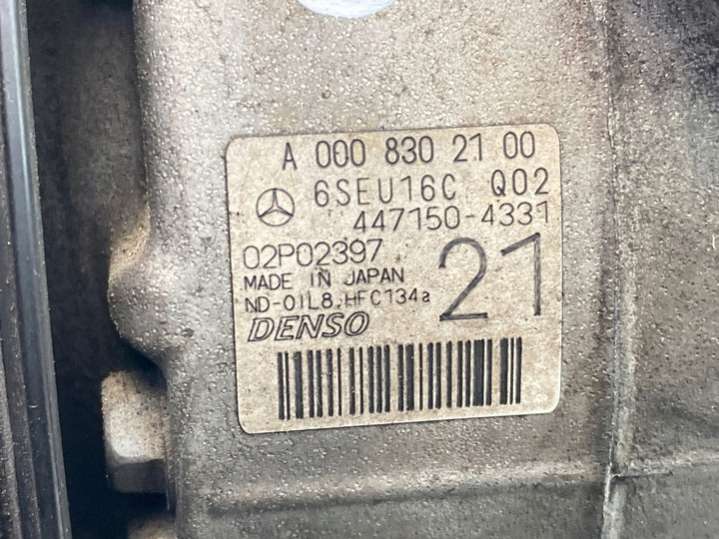 A 000 830 21 00
6SEU16C Q02
447150-4331
02P02397
MADE IN JAPAN
ND-OIL8,HFC134a
21
DENSO